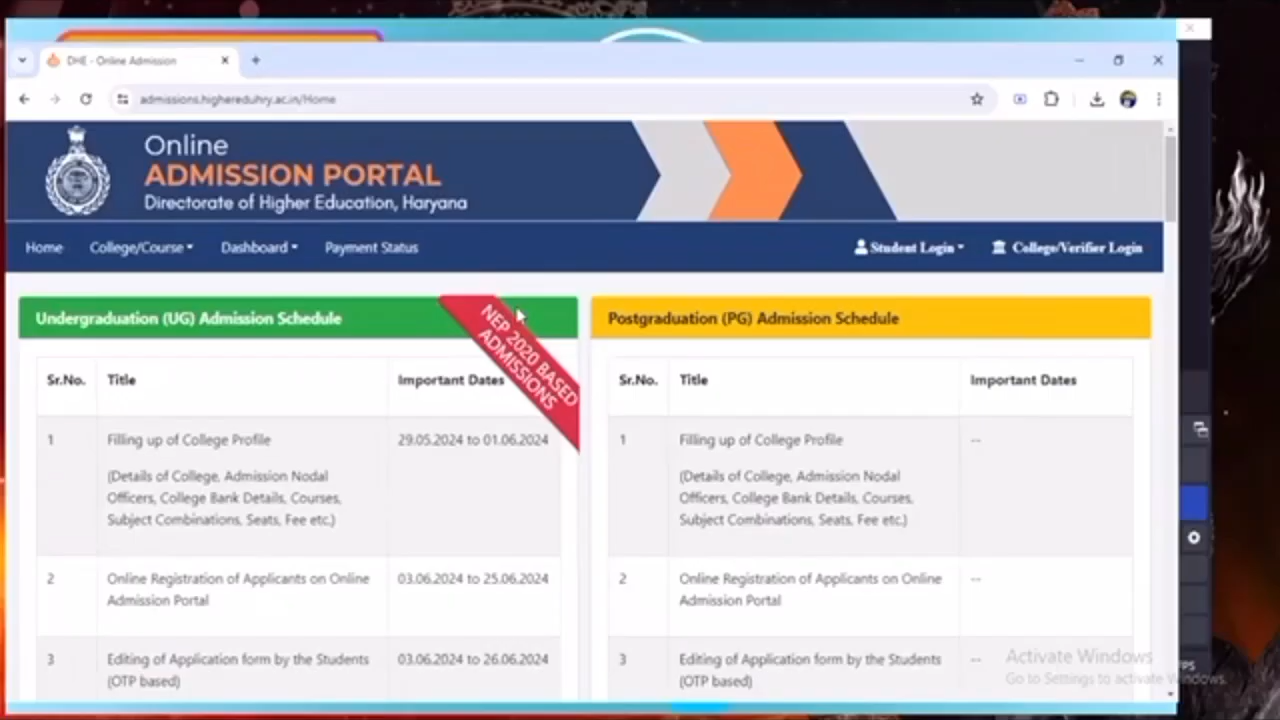 DHE - Online Admission
admissions.highereduhry.ac.in/Home
Online
ADMISSION PORTAL
Directorate of Higher Education, Haryana
Home College/Course Dashboard Payment Status Student Login College/Verifier Login
Undergraduation (UG) Admission Schedule
NEP 2020 BASED
ADMISSIONS
Sr.No. Title Important Dates
1 Filling up of College Profile 29.05.2024 to 01.06.2024
(Details of College, Admission Nodal
Officers, College Bank Details, Courses,
Subject Combinations, Seats, Fee etc.)
2 Online Registration of Applicants on Online 03.06.2024 to 25.06.2024
Admission Portal
3 Editing of Application form by the Students 03.06.2024 to 26.06.2024
(OTP based)
Postgraduation (PG) Admission Schedule
Sr.No. Title Important Dates
1 Filling up of College Profile --
(Details of College, Admission Nodal
Officers, College Bank Details, Courses,
Subject Combinations, Seats, Fee etc.)
2 Online Registration of Applicants on Online --
Admission Portal
3 Editing of Application form by the Students --
(OTP based)
Activate Windows
Go to Settings to activate Windows.